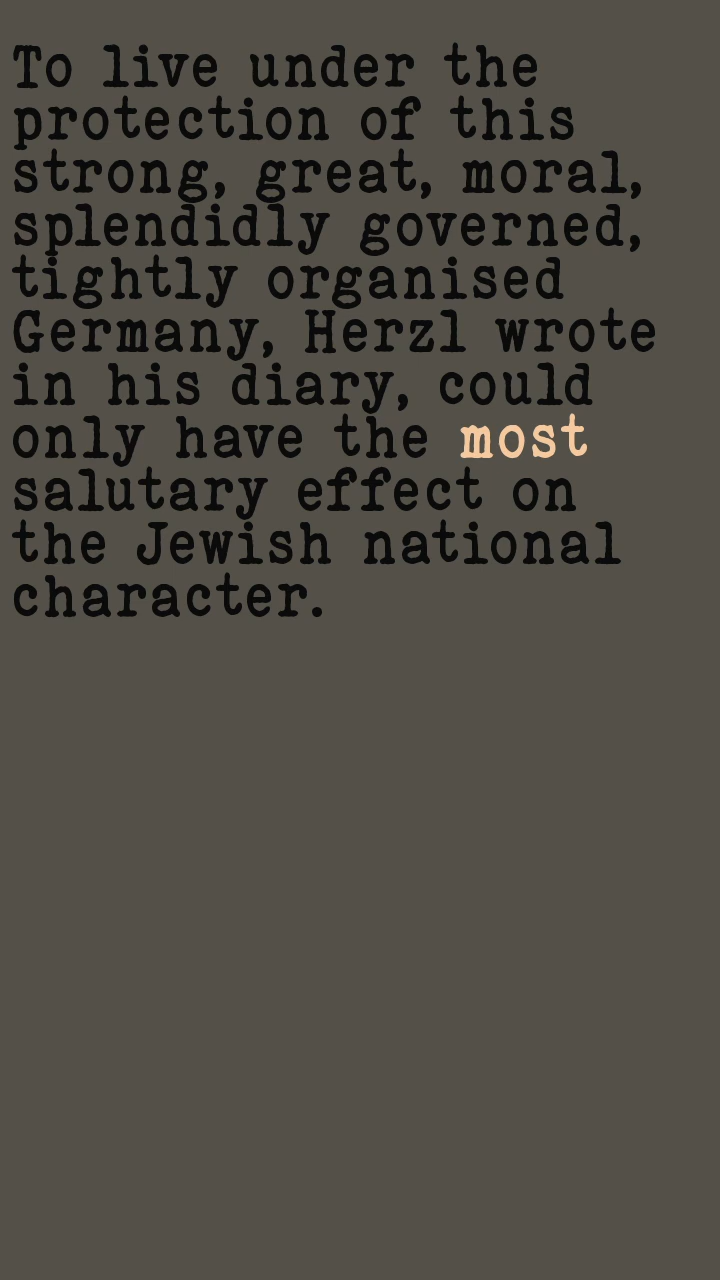 To live under the
protection of this
strong, great, moral,
splendidly governed,
tightly organised
Germany, Herzl wrote
in his diary, could
only have the most
salutary effect on
the Jewish national
character.